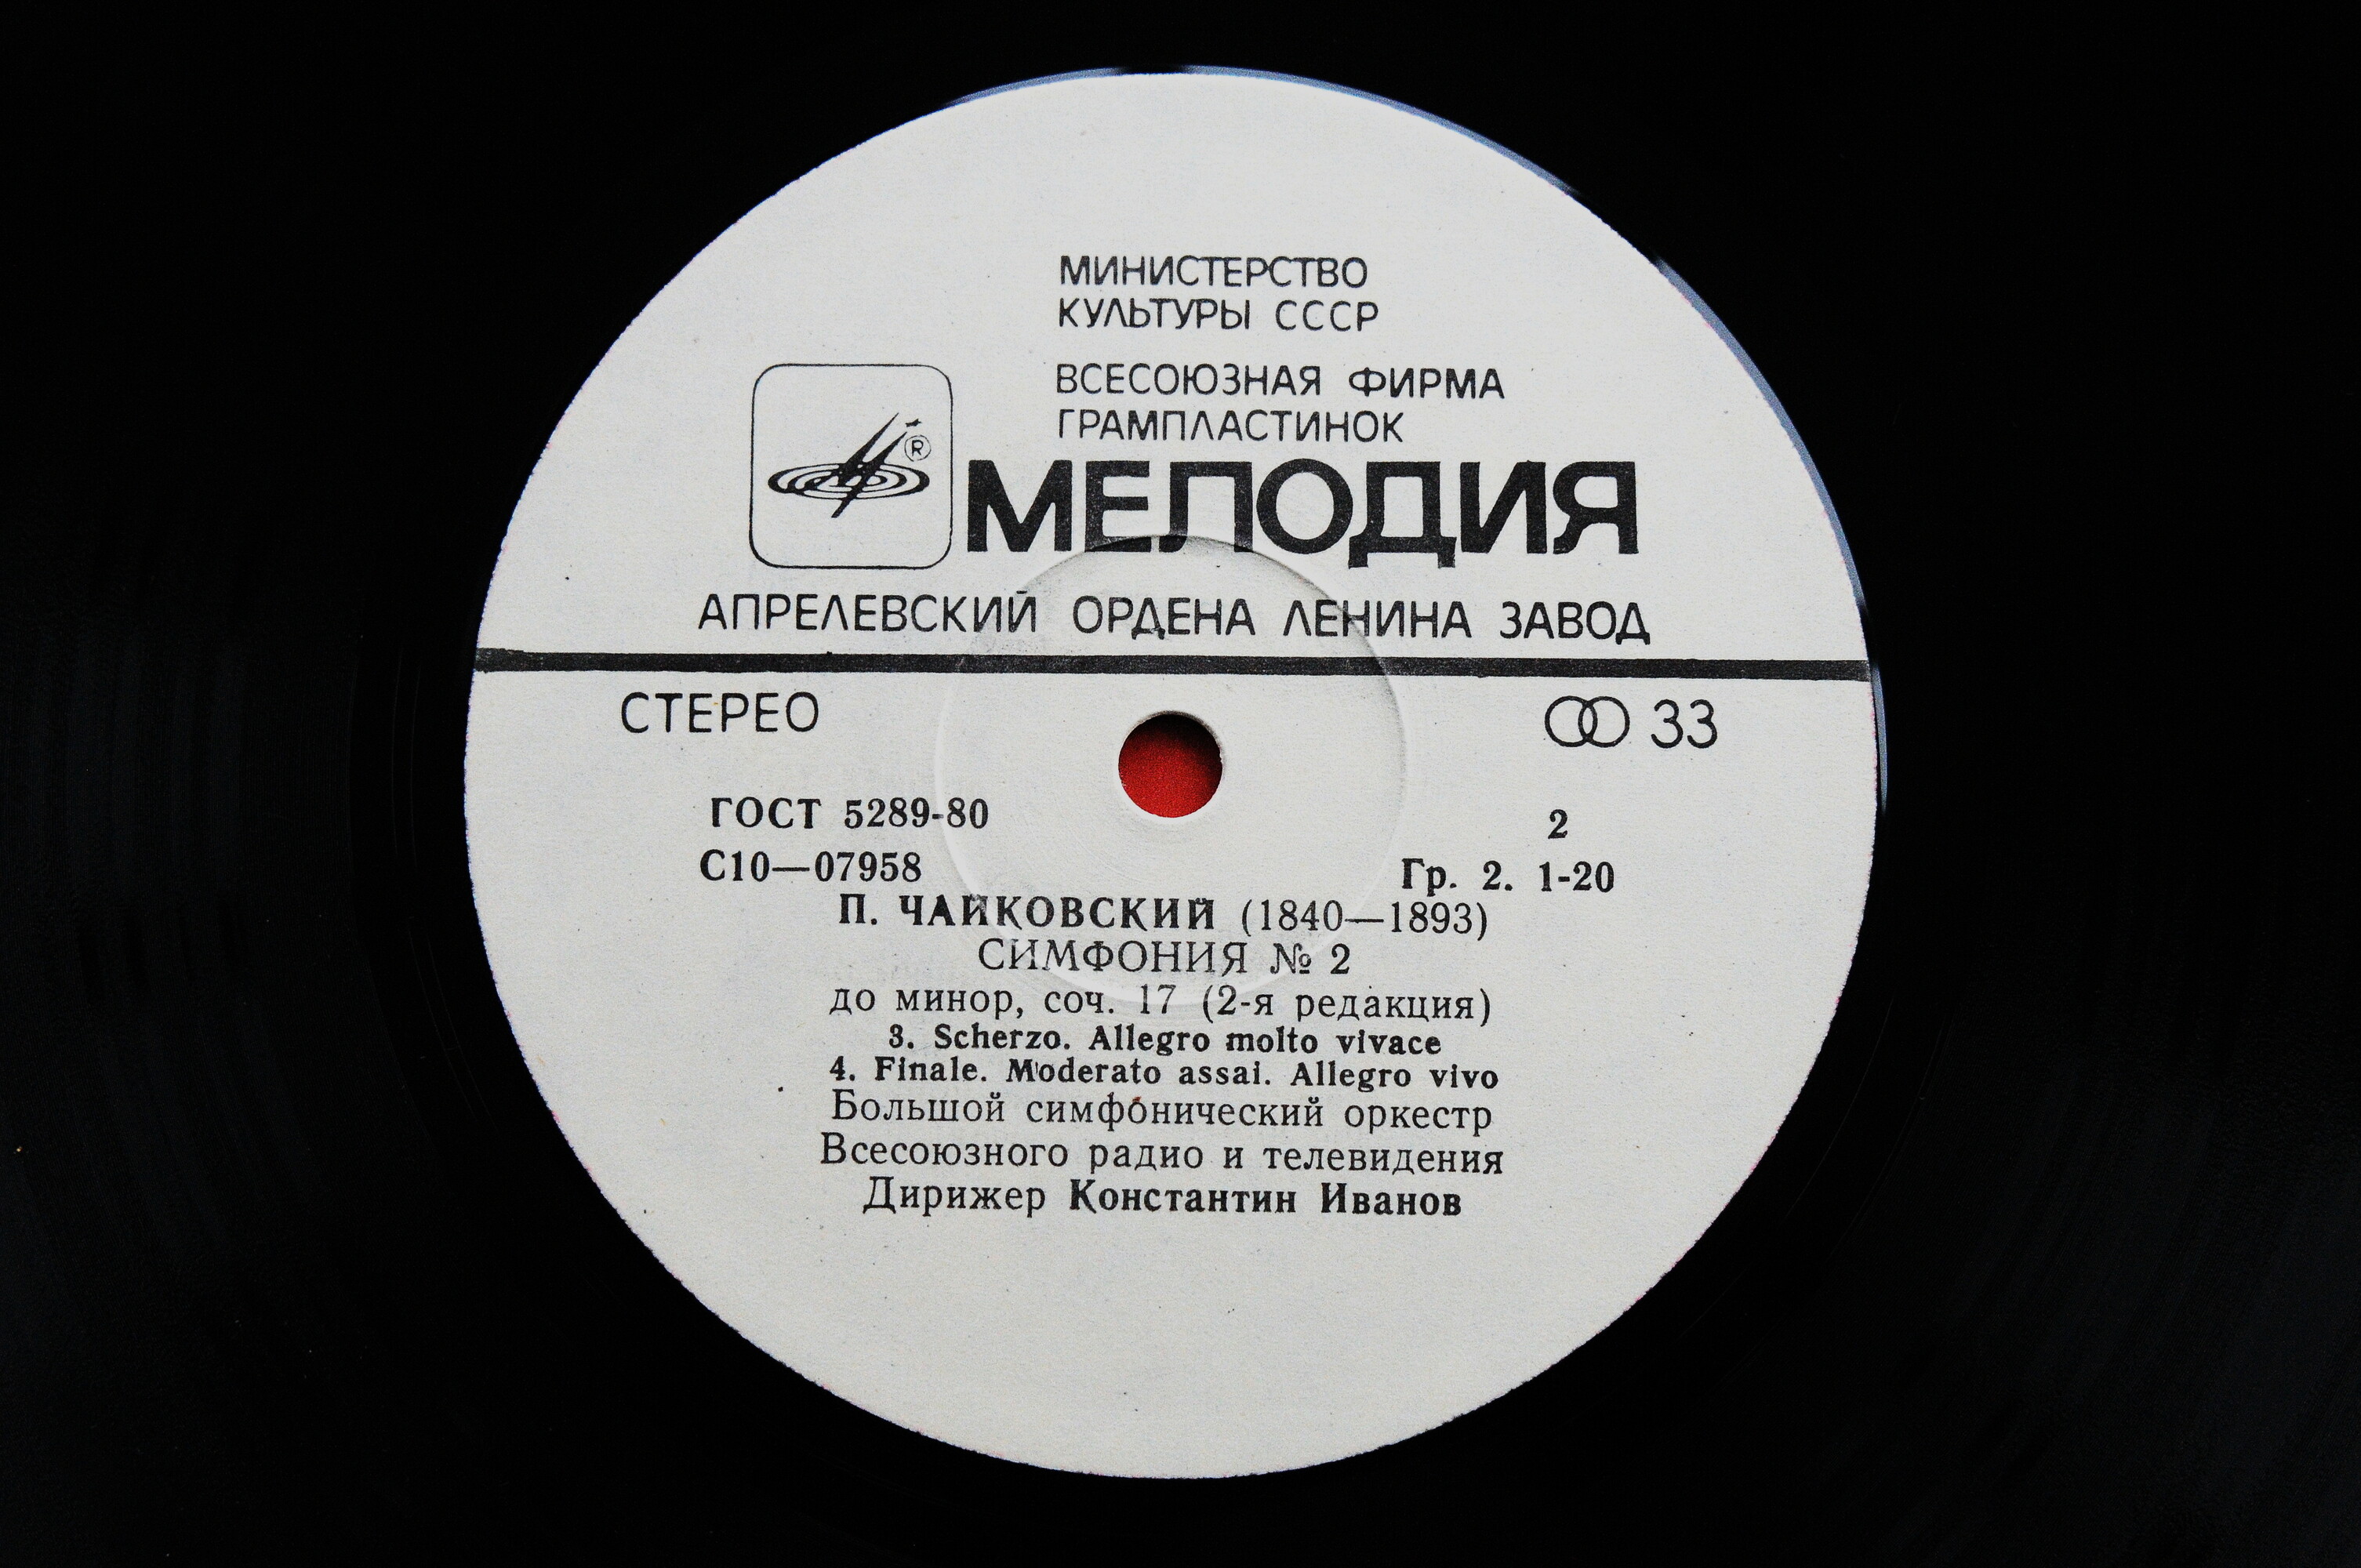 МИНИСТЕРСТВО
КУЛЬТУРЫ СССР
ВСЕСОЮЗНАЯ ФИРМА
ГРАМПЛАСТИНОК
®
МЕЛОДИЯ
АПРЕЛЕВСКИЙ ОРДЕНА ЛЕНИНА ЗАВОД
СТЕРЕО 33
ГОСТ 5289-80 2
С10—07958 Гр. 2. 1-20
П. ЧАЙКОВСКИЙ (1840—1893)
СИМФОНИЯ № 2
до минор, соч. 17 (2-я редакция)
3. Scherzo. Allegro molto vivace
4. Finale. Moderato assai. Allegro vivo
Большой симфонический оркестр
Всесоюзного радио и телевидения
Дирижер Константин Иванов